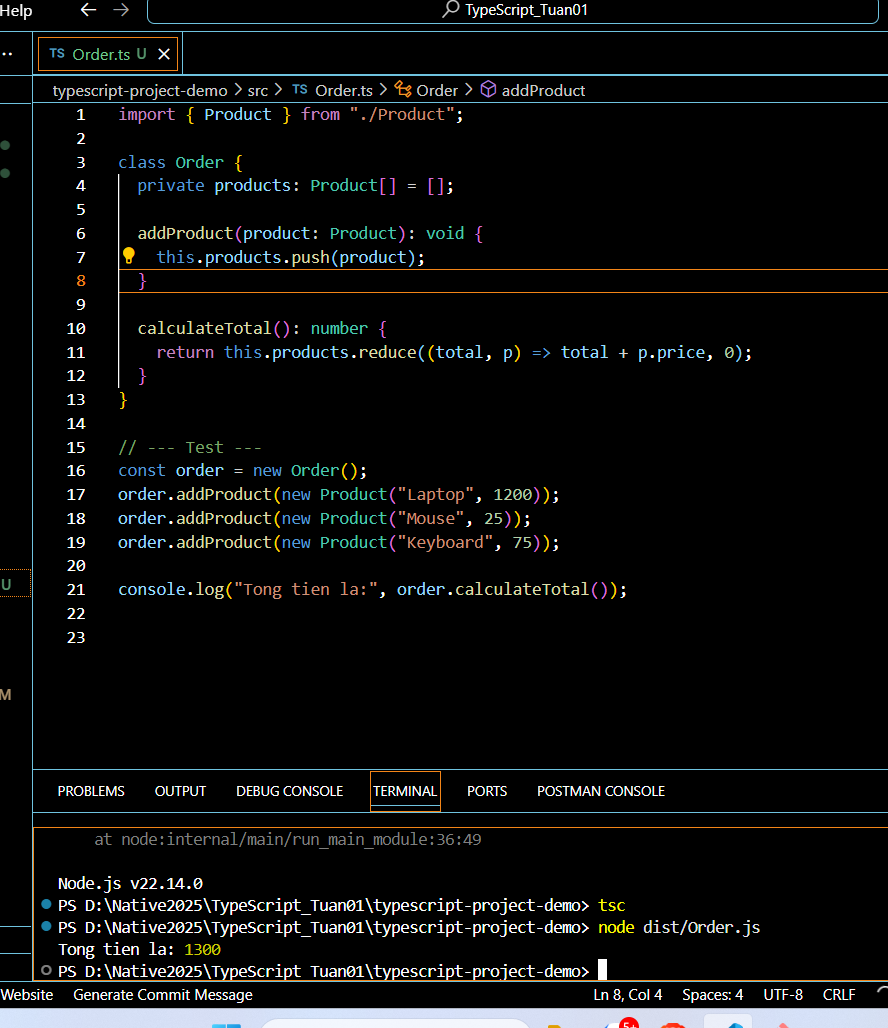 Help
TypeScript_Tuan01
TS Order.ts U
typescript-project-demo > src > TS Order.ts > Order > addProduct
1 import { Product } from "./Product";
2
3 class Order {
4 private products: Product[] = [];
5
6 addProduct(product: Product): void {
7 this.products.push(product);
8 }
9
10 calculateTotal(): number {
11 return this.products.reduce((total, p) => total + p.price, 0);
12 }
13 }
14
15 // --- Test ---
16 const order = new Order();
17 order.addProduct(new Product("Laptop", 1200));
18 order.addProduct(new Product("Mouse", 25));
19 order.addProduct(new Product("Keyboard", 75));
20
21 console.log("Tong tien la:", order.calculateTotal());
22
23
U
M
PROBLEMS OUTPUT DEBUG CONSOLE TERMINAL PORTS POSTMAN CONSOLE
at node:internal/main/run_main_module:36:49
Node.js v22.14.0
PS D:\Native2025\TypeScript_Tuan01\typescript-project-demo> tsc
PS D:\Native2025\TypeScript_Tuan01\typescript-project-demo> node dist/Order.js
Tong tien la: 1300
PS D:\Native2025\TypeScript_Tuan01\typescript-project-demo>
Website Generate Commit Message Ln 8, Col 4 Spaces: 4 UTF-8 CRLF
5+